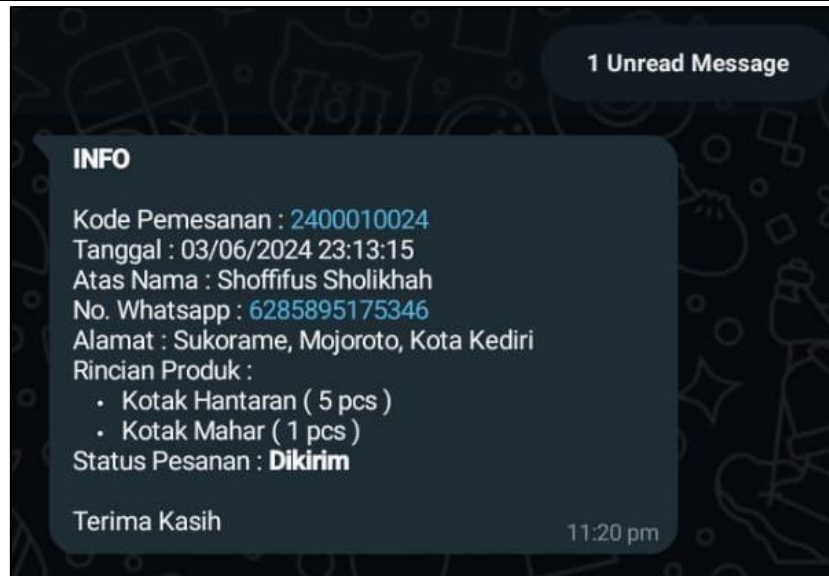 1 Unread Message
INFO
Kode Pemesanan : 2400010024
Tanggal : 03/06/2024 23:13:15
Atas Nama : Shoffifus Sholikhah
No. Whatsapp : 6285895175346
Alamat : Sukorame, Mojoroto, Kota Kediri
Rincian Produk :
• Kotak Hantaran ( 5 pcs )
• Kotak Mahar ( 1 pcs )
Status Pesanan : Dikirim
Terima Kasih
11:20 pm